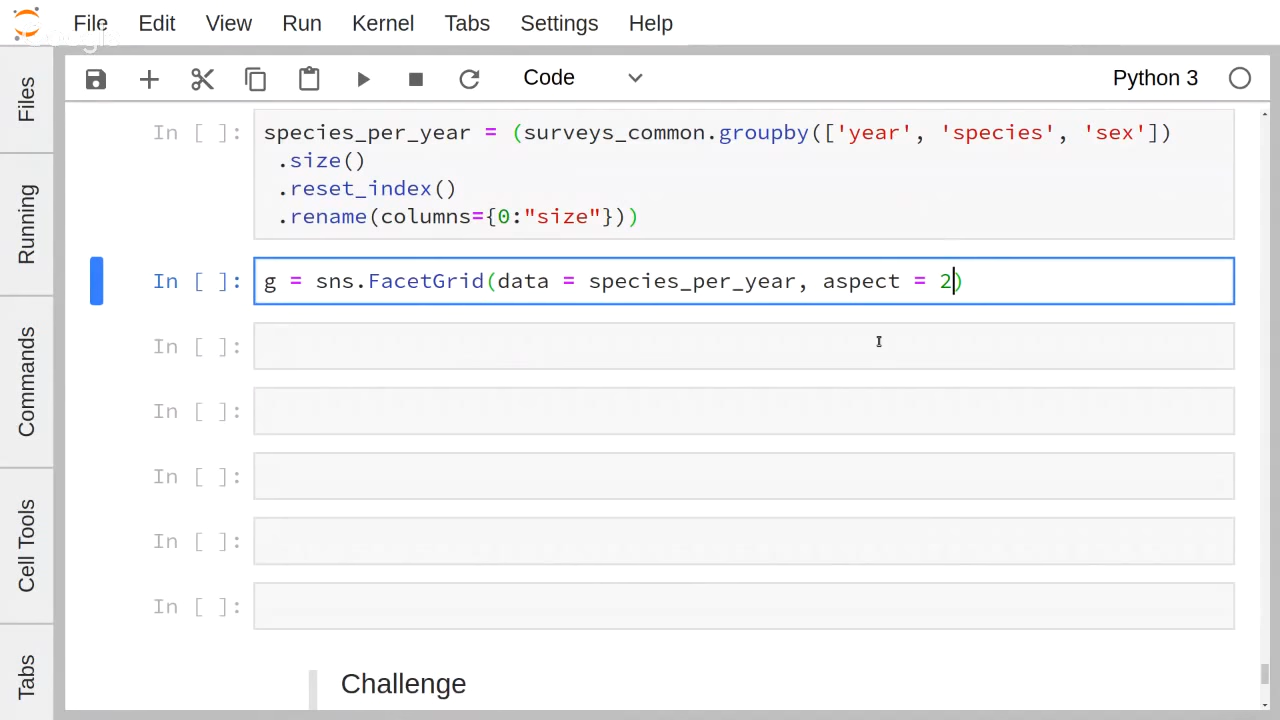 File Edit View Run Kernel Tabs Settings Help
Code Python 3
Files
Running
Commands
Cell Tools
Tabs
In [ ]: species_per_year = (surveys_common.groupby(['year', 'species', 'sex'])
.size()
.reset_index()
.rename(columns={0:"size"}))
In [ ]: g = sns.FacetGrid(data = species_per_year, aspect = 2)
In [ ]:
In [ ]:
In [ ]:
In [ ]:
In [ ]:
Challenge